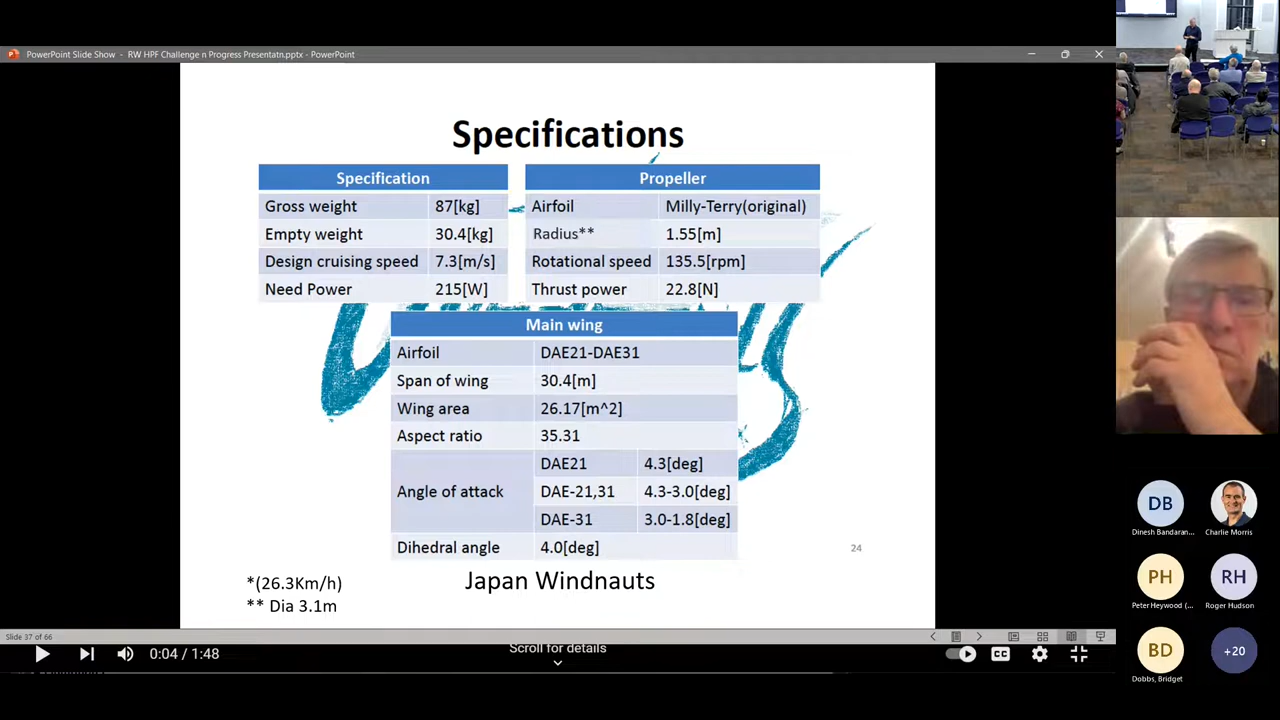 PowerPoint Slide Show - RW HPF Challenge n Progress Presentatn.pptx - PowerPoint
Specifications
Specification
Gross weight 87[kg]
Empty weight 30.4[kg]
Design cruising speed 7.3[m/s]
Need Power 215[W]
Propeller
Airfoil Milly-Terry(original)
Radius** 1.55[m]
Rotational speed 135.5[rpm]
Thrust power 22.8[N]
Main wing
Airfoil DAE21-DAE31
Span of wing 30.4[m]
Wing area 26.17[m^2]
Aspect ratio 35.31
Angle of attack DAE21 4.3[deg]
DAE-21,31 4.3-3.0[deg]
DAE-31 3.0-1.8[deg]
Dihedral angle 4.0[deg]
24
*(26.3Km/h)
** Dia 3.1m
Japan Windnauts
Slide 37 of 66
0:04 / 1:48
Scroll for details
CC
DB
Dinesh Bandaran...
Charlie Morris
PH
Peter Heywood (...
RH
Roger Hudson
BD
Dobbs, Bridget
+20